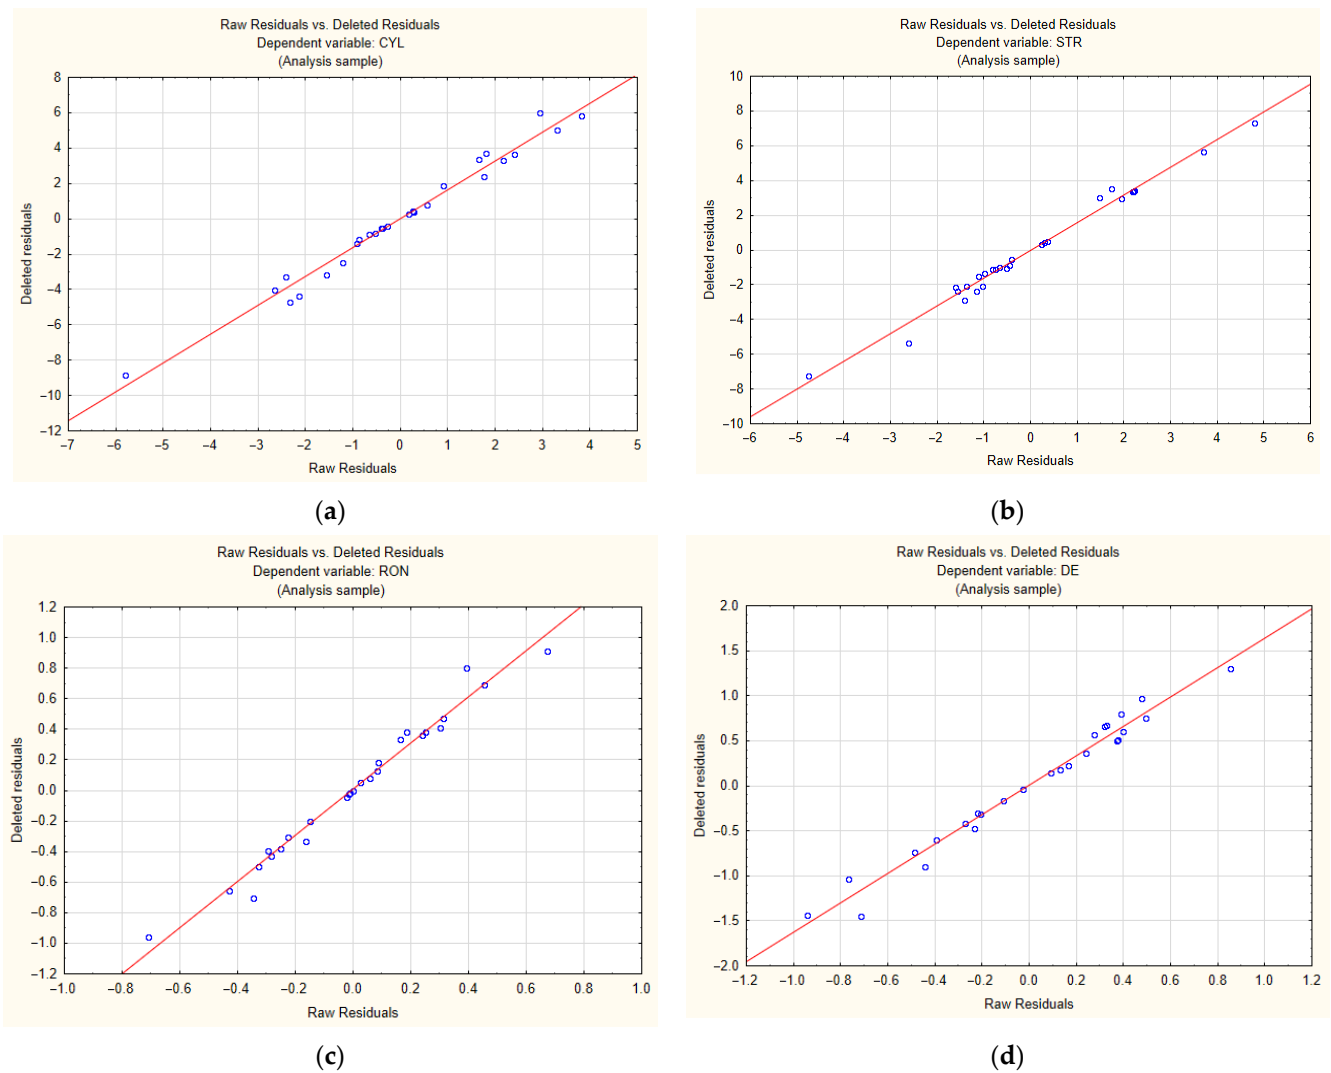 Raw Residuals vs. Deleted Residuals
Dependent variable: CYL
(Analysis sample)
8
6
4
2
0
−2
−4
−6
−8
−10
−12
Deleted residuals
−7 −6 −5 −4 −3 −2 −1 0 1 2 3 4 5
Raw Residuals
(a)
Raw Residuals vs. Deleted Residuals
Dependent variable: STR
(Analysis sample)
10
8
6
4
2
0
−2
−4
−6
−8
−10
Deleted residuals
−6 −5 −4 −3 −2 −1 0 1 2 3 4 5 6
Raw Residuals
(b)
Raw Residuals vs. Deleted Residuals
Dependent variable: RON
(Analysis sample)
1.2
1.0
0.8
0.6
0.4
0.2
0.0
−0.2
−0.4
−0.6
−0.8
−1.0
−1.2
Deleted residuals
−1.0 −0.8 −0.6 −0.4 −0.2 0.0 0.2 0.4 0.6 0.8 1.0
Raw Residuals
(c)
Raw Residuals vs. Deleted Residuals
Dependent variable: DE
(Analysis sample)
2.0
1.5
1.0
0.5
0.0
−0.5
−1.0
−1.5
−2.0
Deleted residuals
−1.2 −1.0 −0.8 −0.6 −0.4 −0.2 0.0 0.2 0.4 0.6 0.8 1.0 1.2
Raw Residuals
(d)